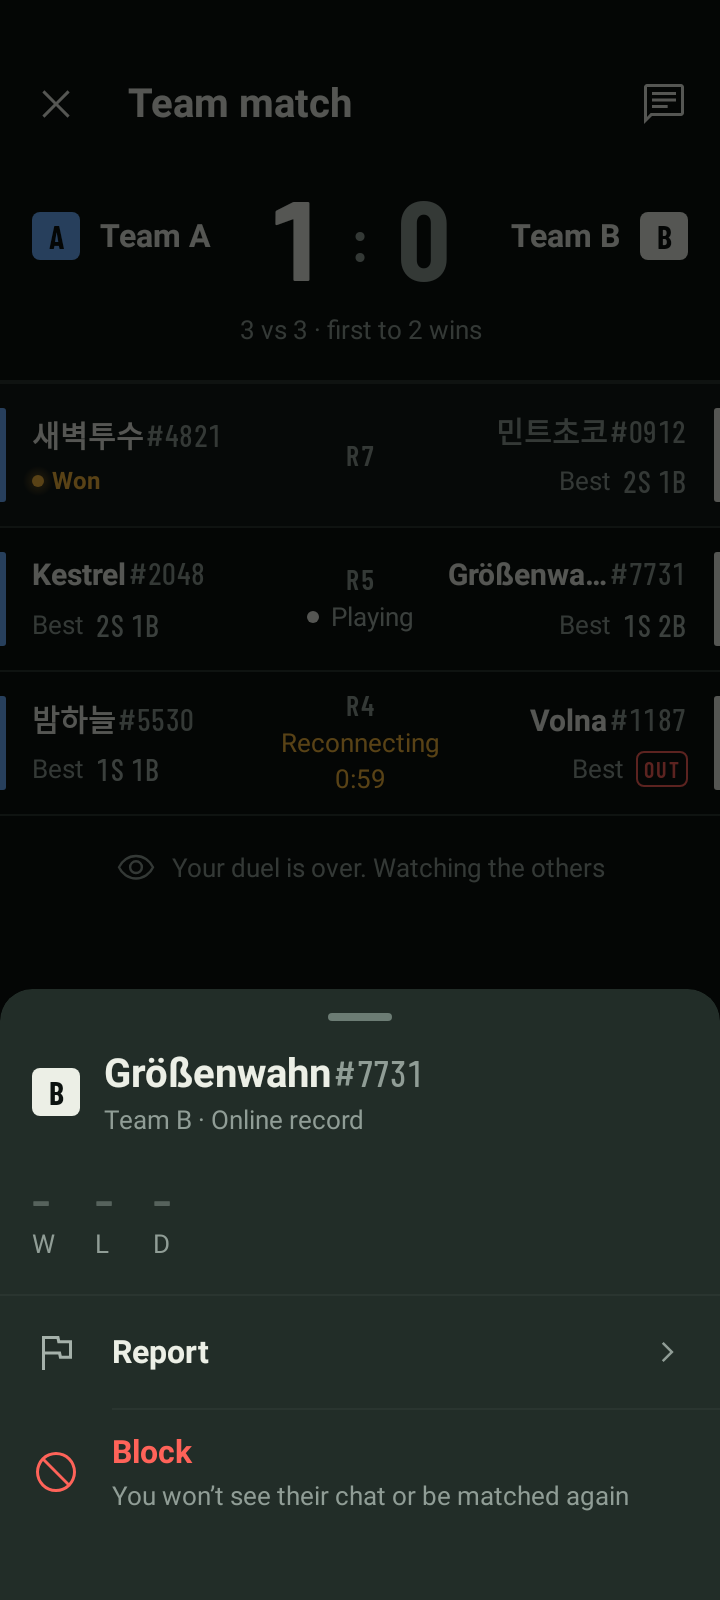 Team match
A Team A 1 : 0 Team B B
3 vs 3 · first to 2 wins
새벽투수#4821 R7 민트초코#0912
Won Best 2S 1B
Kestrel#2048 R5 Größenwa...#7731
Best 2S 1B Playing Best 1S 2B
밤하늘#5530 R4 Volna#1187
Best 1S 1B Reconnecting Best OUT
0:59
Your duel is over. Watching the others
B Größenwahn#7731
Team B · Online record
– – –
W L D
Report
Block
You won’t see their chat or be matched again